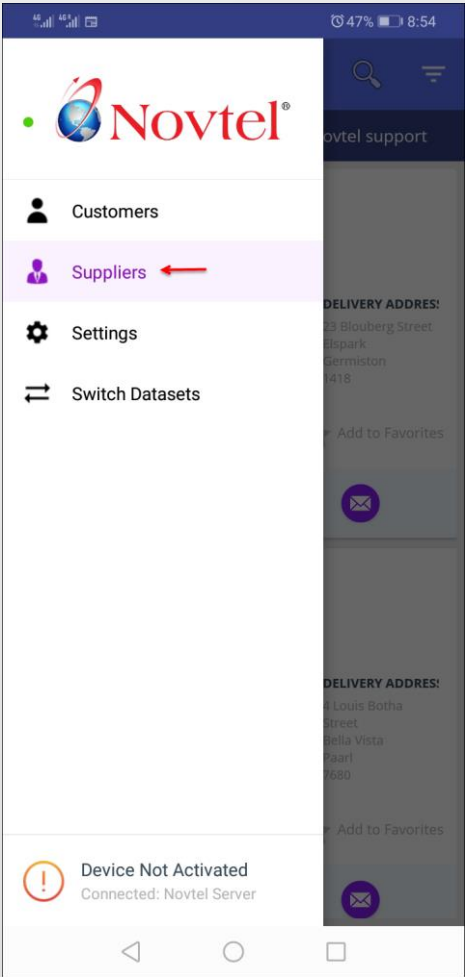 47% 8:54
Novtel®
ovtel support
Customers
Suppliers
Settings
Switch Datasets
DELIVERY ADDRES:
23 Blouberg Street
Elspark
Germiston
1418
Add to Favorites
DELIVERY ADDRES:
4 Louis Botha
Street
Bella Vista
Paarl
7680
Add to Favorites
Device Not Activated
Connected: Novtel Server